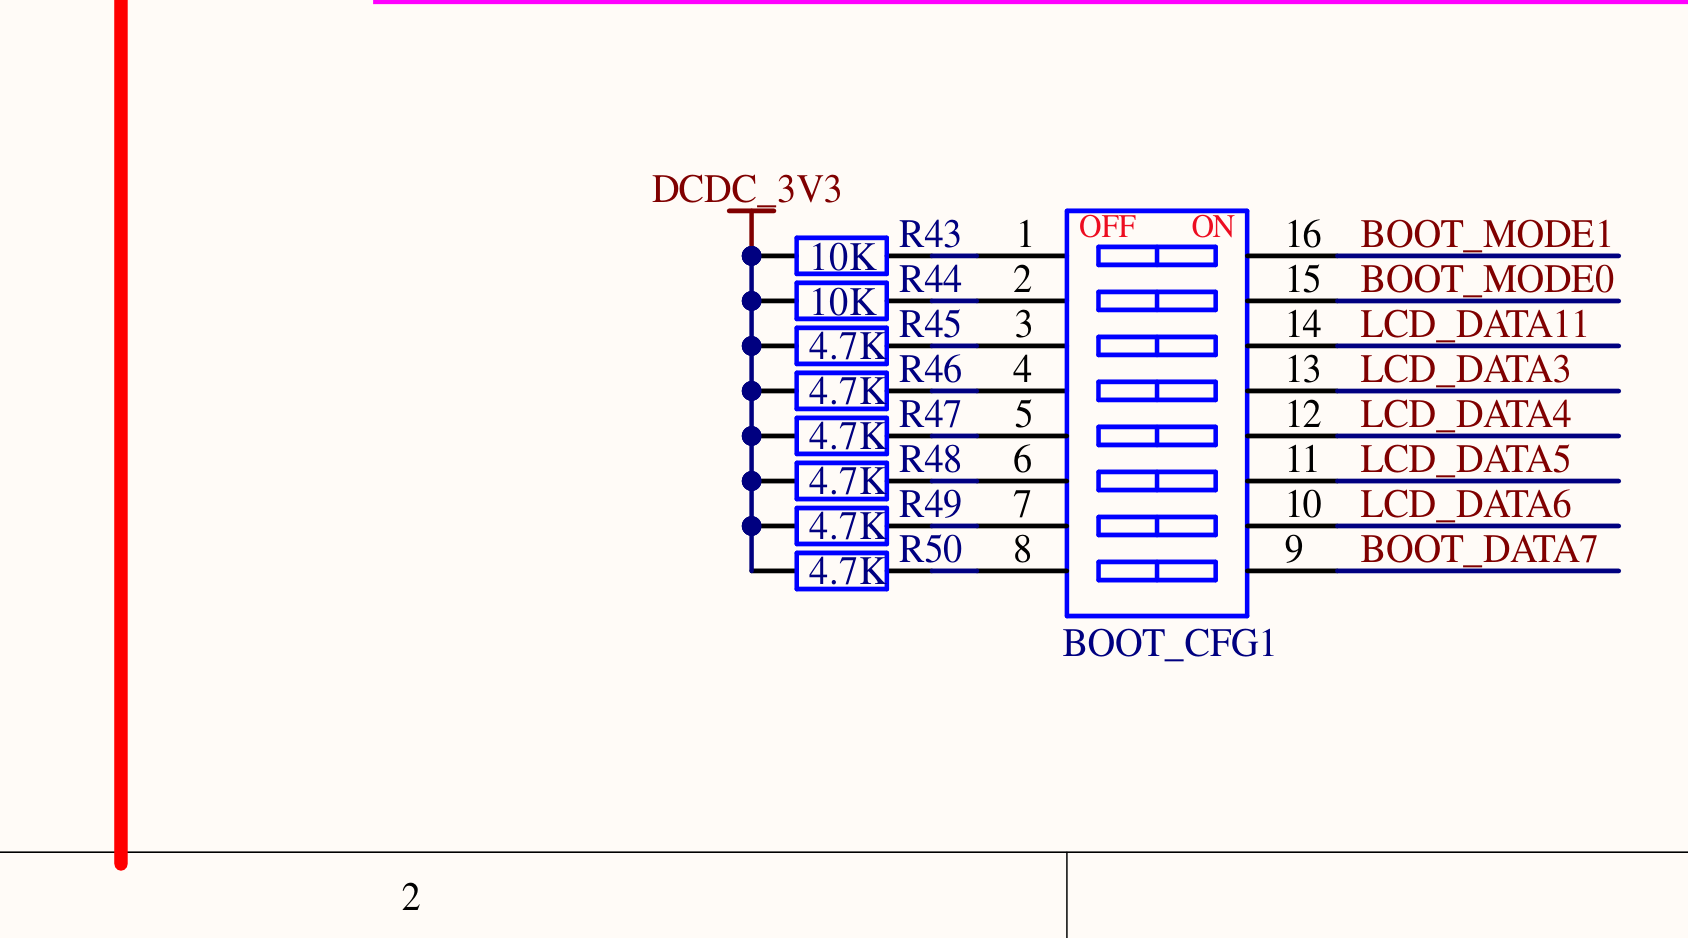 DCDC_3V3
OFF ON
10K R43 1 16 BOOT_MODE1
10K R44 2 15 BOOT_MODE0
4.7K R45 3 14 LCD_DATA11
4.7K R46 4 13 LCD_DATA3
4.7K R47 5 12 LCD_DATA4
4.7K R48 6 11 LCD_DATA5
4.7K R49 7 10 LCD_DATA6
4.7K R50 8 9 BOOT_DATA7
BOOT_CFG1
2